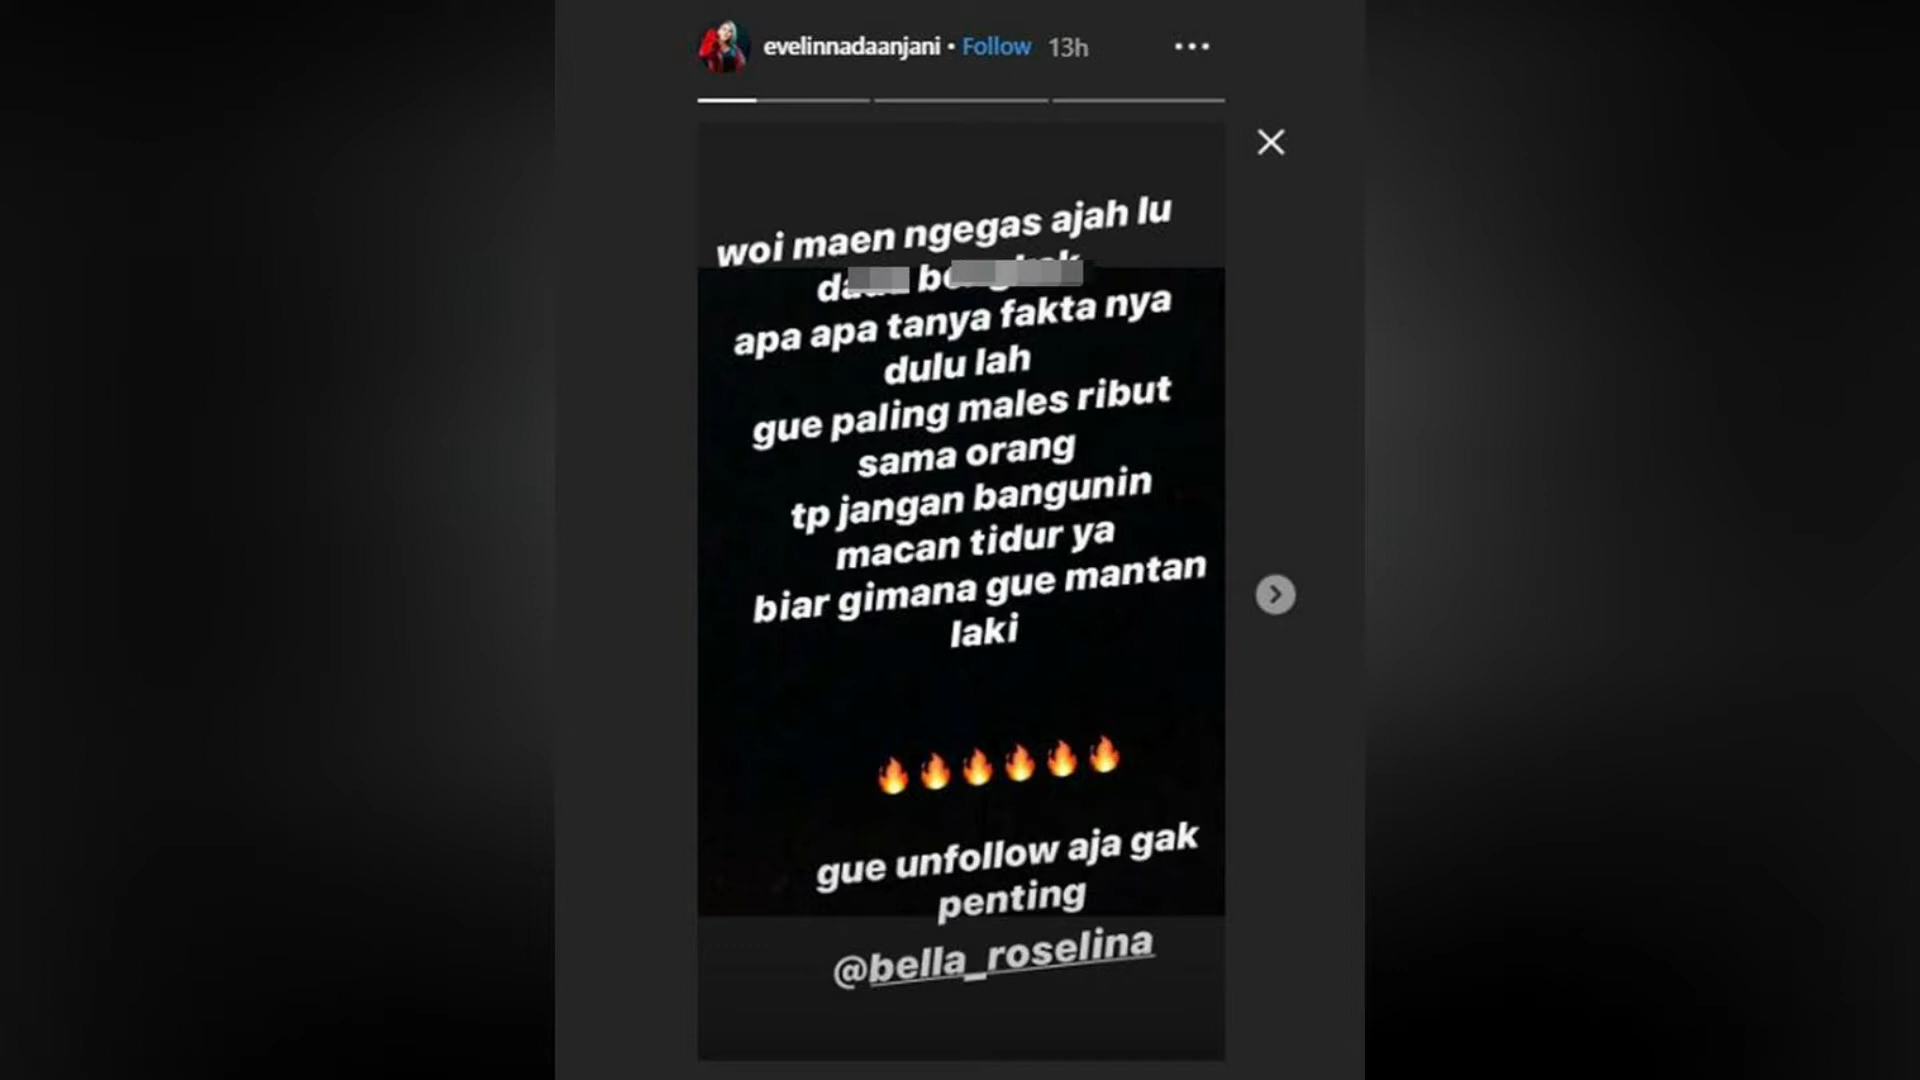 evelinnadaanjani • Follow 13h
woi maen ngegas ajah lu
apa apa tanya fakta nya
dulu lah
gue paling males ribut
sama orang
tp jangan bangunin
macan tidur ya
biar gimana gue mantan
laki
🔥🔥🔥🔥🔥🔥
gue unfollow aja gak
penting
@bella_roselina